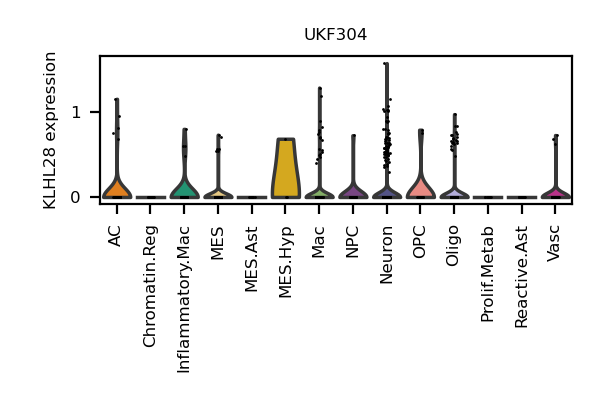 UKF304
KLHL28 expression
1
0
AC
Chromatin.Reg
Inflammatory.Mac
MES
MES.Ast
MES.Hyp
Mac
NPC
Neuron
OPC
Oligo
Prolif.Metab
Reactive.Ast
Vasc